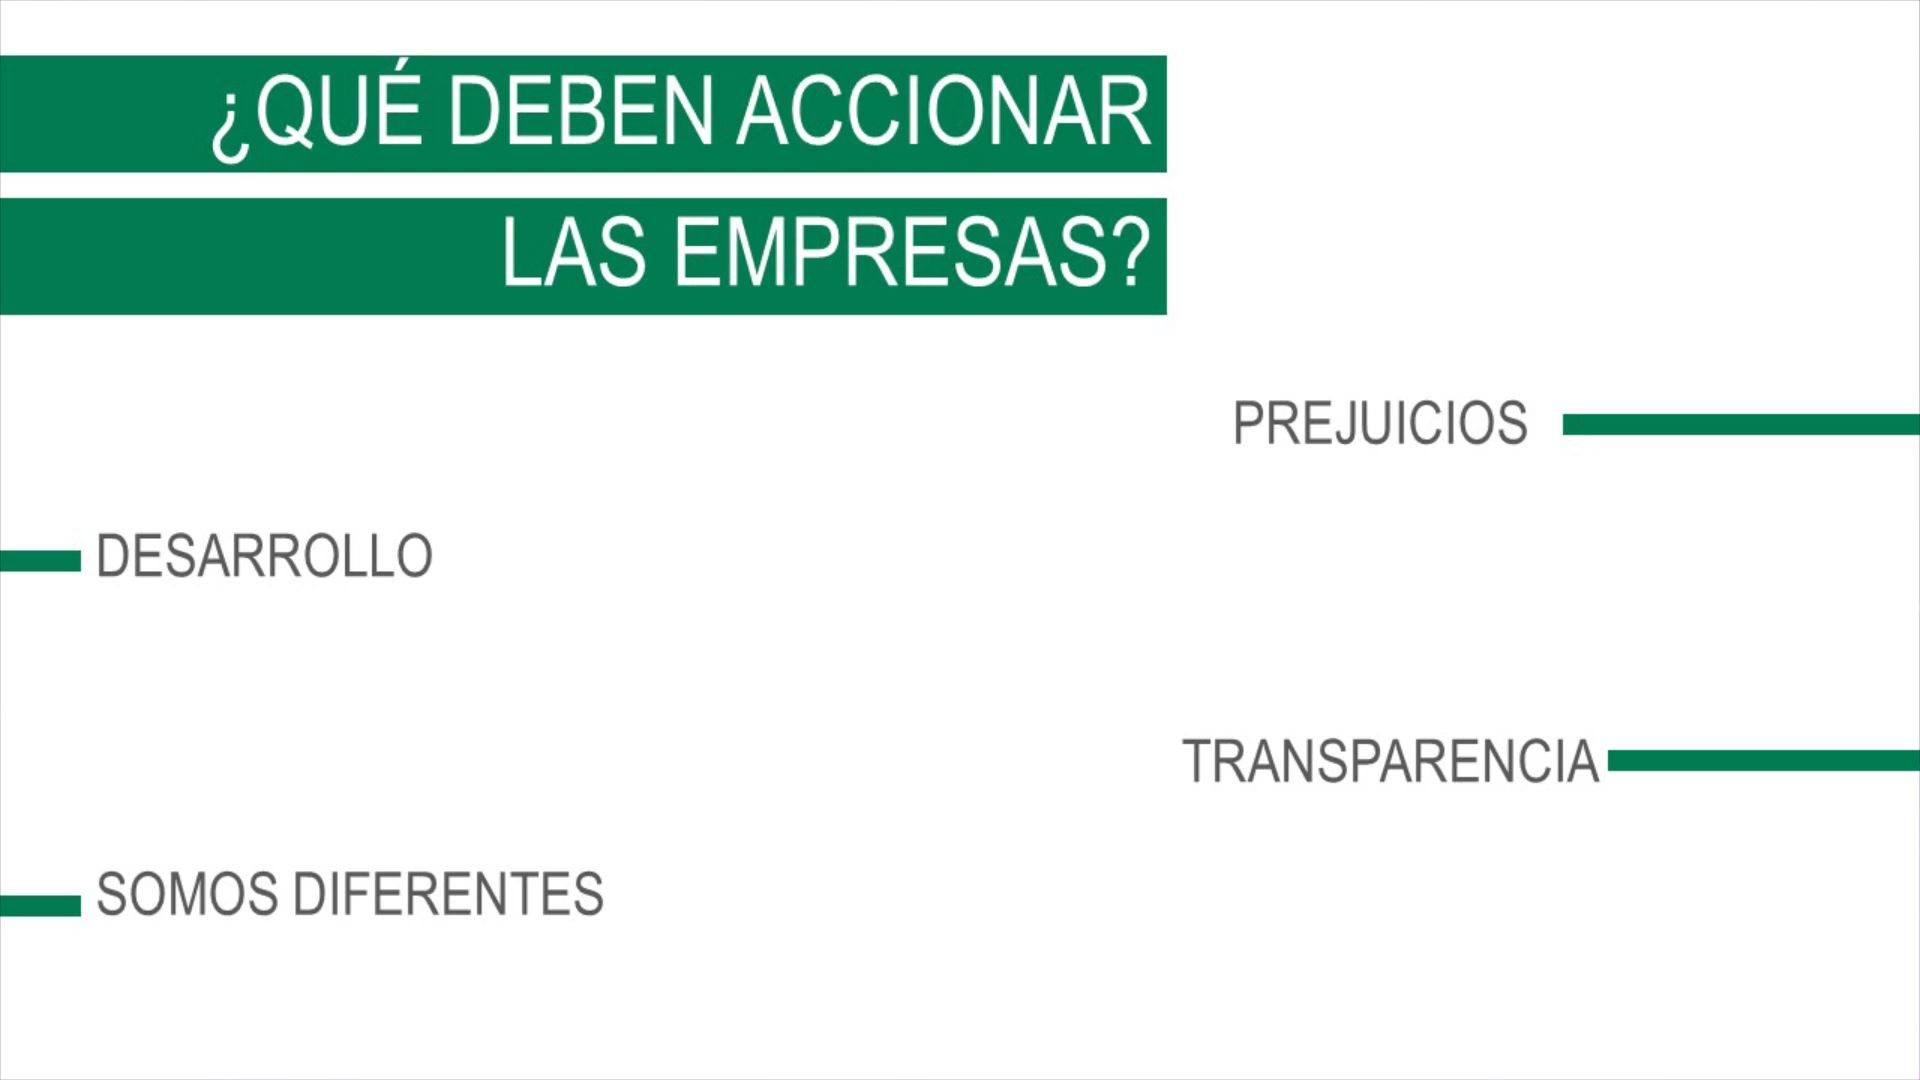 ¿QUÉ DEBEN ACCIONAR
LAS EMPRESAS?
PREJUICIOS
DESARROLLO
TRANSPARENCIA
SOMOS DIFERENTES